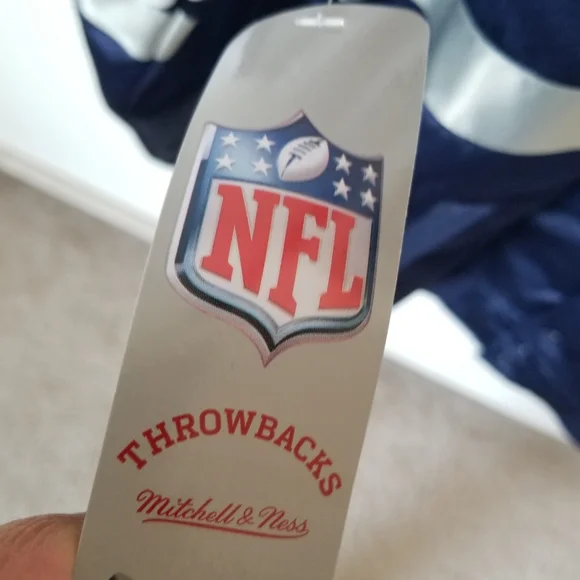 NFL
THROWBACKS
Mitchell & Ness